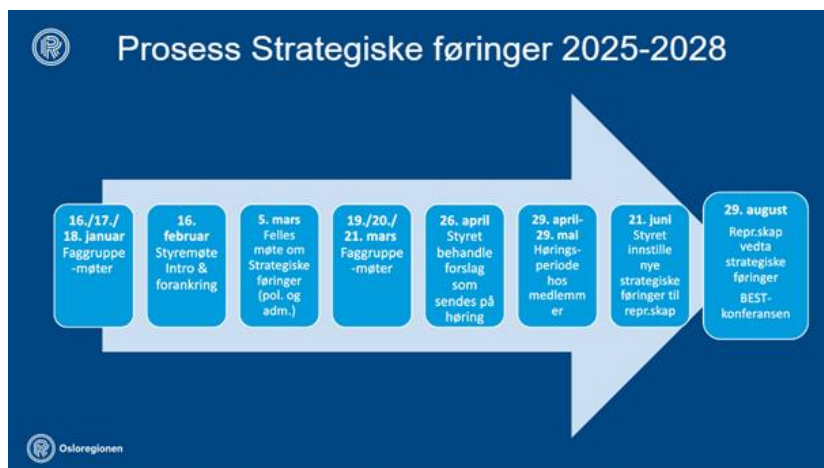 Prosess Strategiske føringer 2025-2028
16./17./
18. januar
Faggruppe
-møter
16.
februar
Styremøte
Intro &
forankring
5. mars
Felles
møte om
Strategiske
føringer
(pol. og
adm.)
19./20./
21. mars
Faggruppe
-møter
26. april
Styret
behandle
forslag
som
sendes på
høring
29. april-
29. mai
Hørings-
periode
hos
medlemm
er
21. juni
Styret
innstille
nye
strategiske
føringer til
repr.skap
29. august
Repr.skap
vedta
strategiske
føringer
BEST-
konferansen
Osloregionen